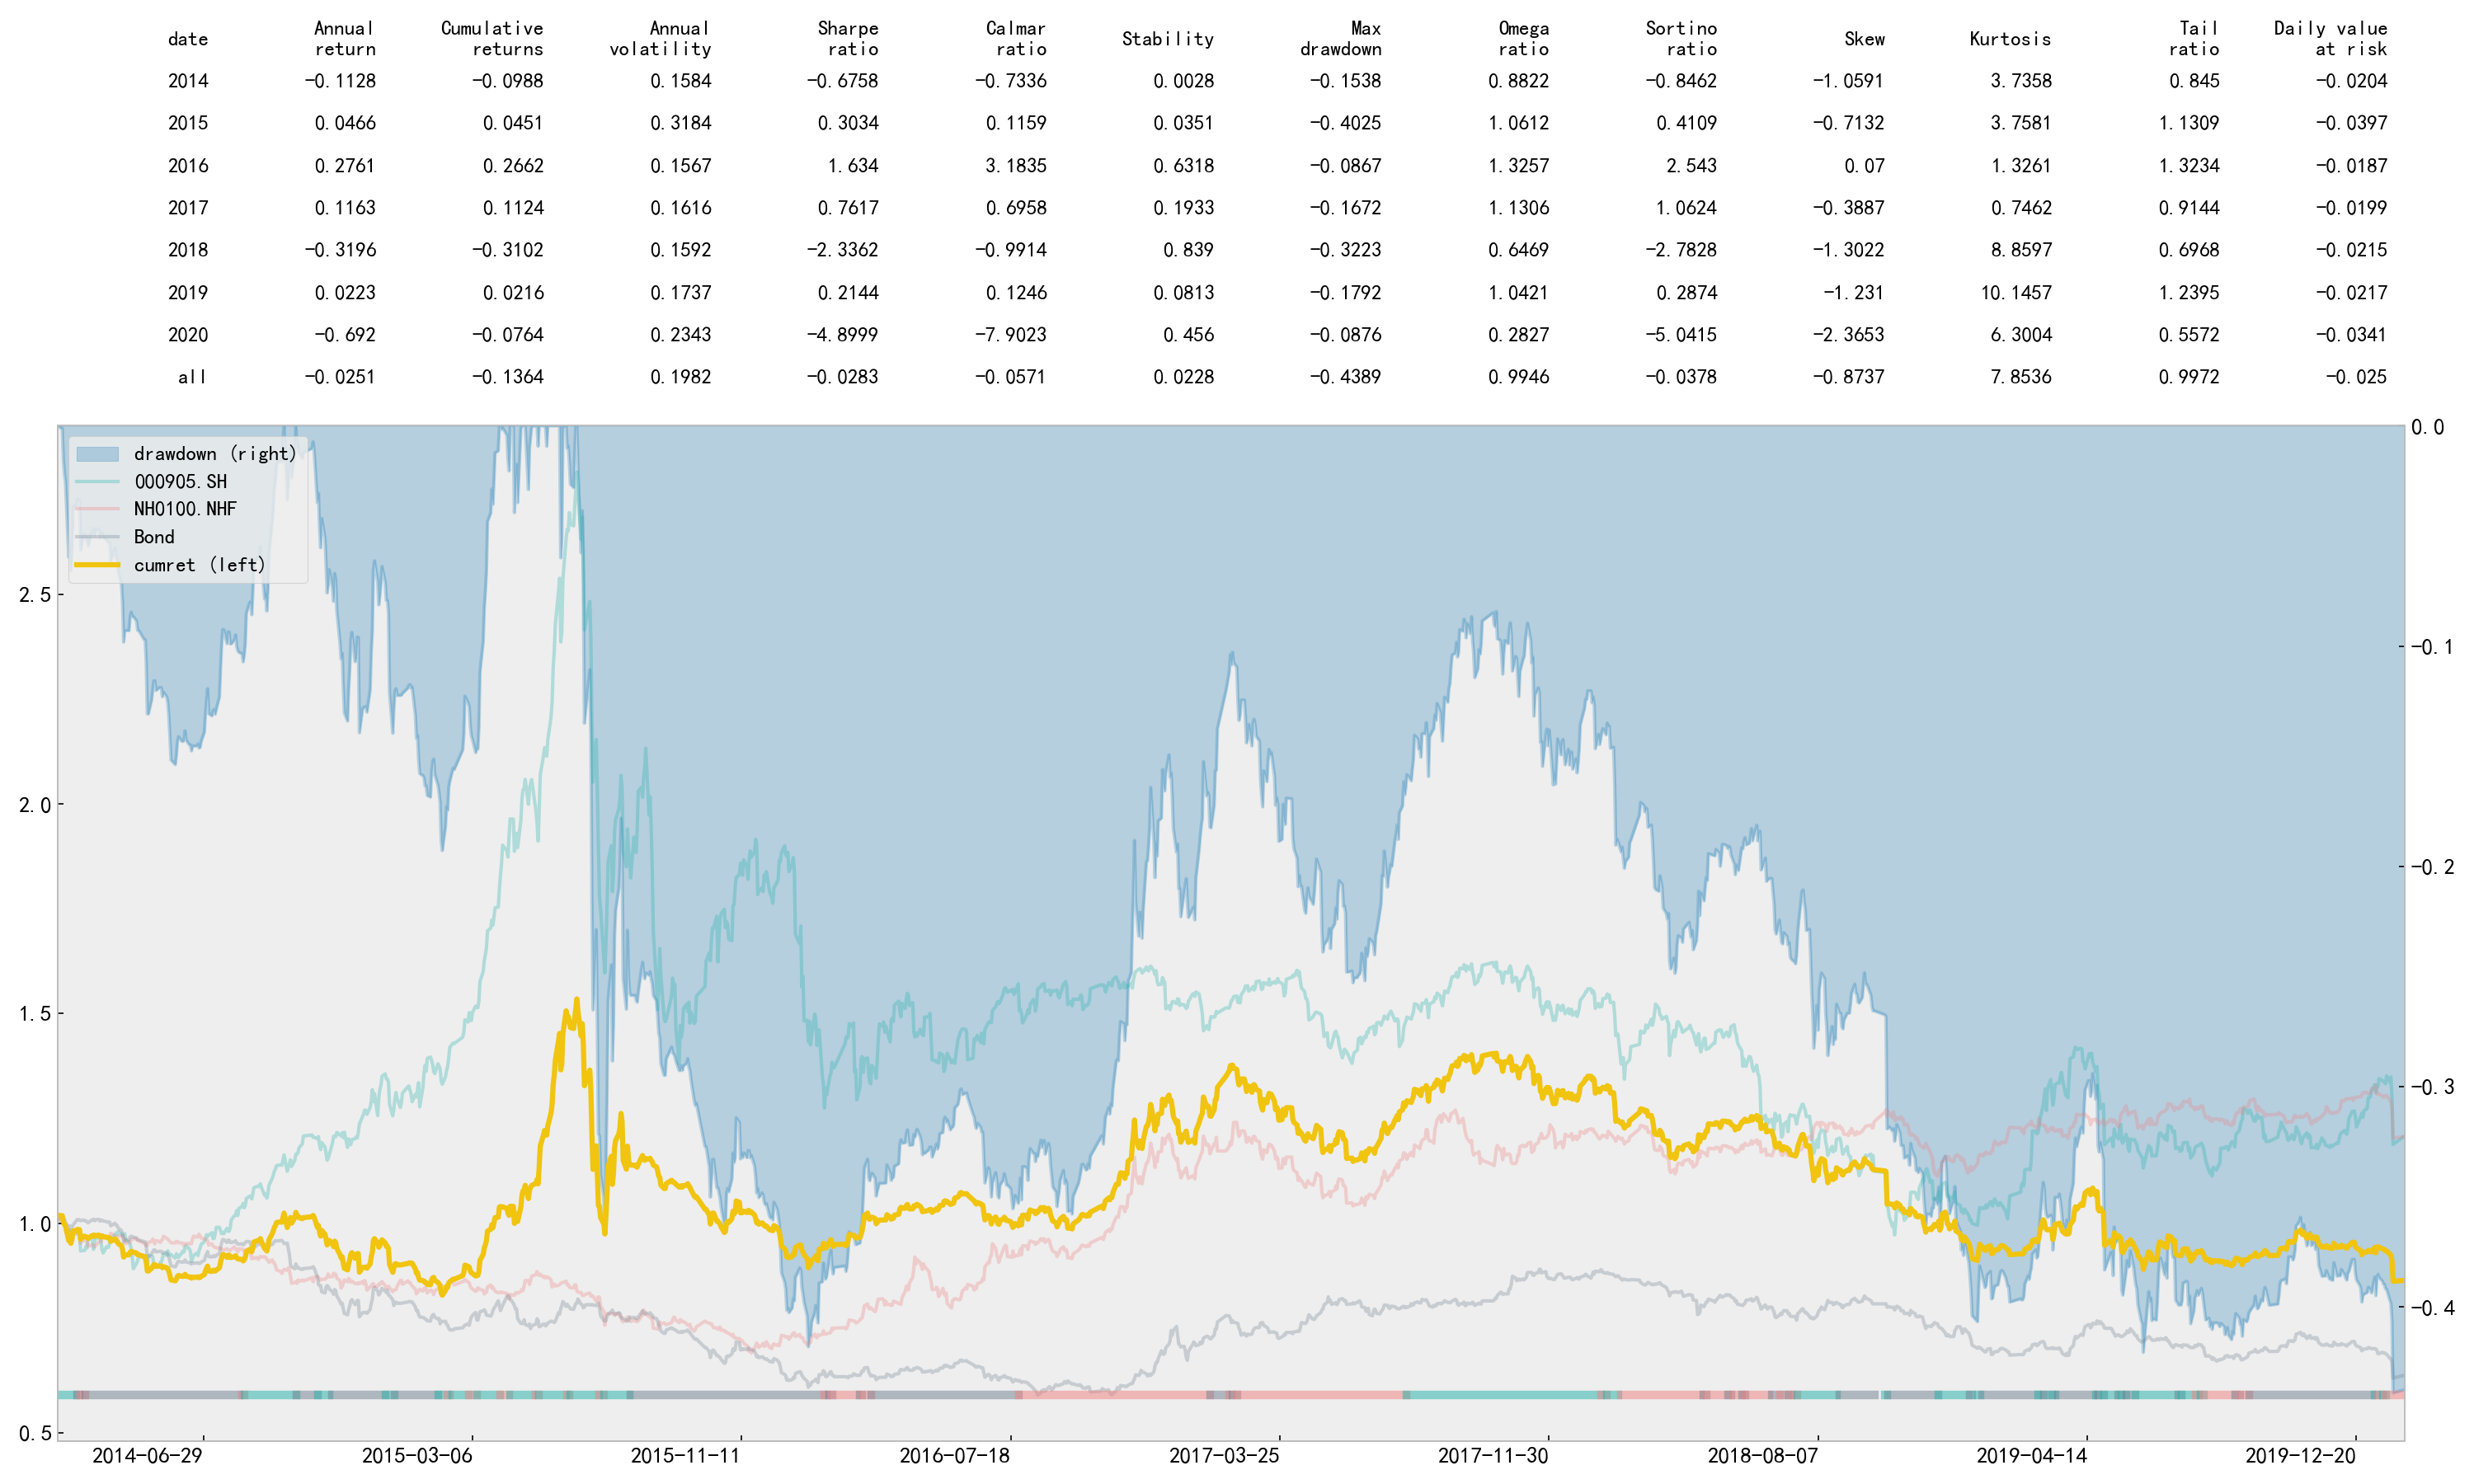 date Annual return Cumulative returns Annual volatility Sharpe ratio Calmar ratio Stability Max drawdown Omega ratio Sortino ratio Skew Kurtosis Tail ratio Daily value at risk
2014 −0.1128 −0.0988 0.1584 −0.6758 −0.7336 0.0028 −0.1538 0.8822 −0.8462 −1.0591 3.7358 0.845 −0.0204
2015 0.0466 0.0451 0.3184 0.3034 0.1159 0.0351 −0.4025 1.0612 0.4109 −0.7132 3.7581 1.1309 −0.0397
2016 0.2761 0.2662 0.1567 1.634 3.1835 0.6318 −0.0867 1.3257 2.543 0.07 1.3261 1.3234 −0.0187
2017 0.1163 0.1124 0.1616 0.7617 0.6958 0.1933 −0.1672 1.1306 1.0624 −0.3887 0.7462 0.9144 −0.0199
2018 −0.3196 −0.3102 0.1592 −2.3362 −0.9914 0.839 −0.3223 0.6469 −2.7828 −1.3022 8.8597 0.6968 −0.0215
2019 0.0223 0.0216 0.1737 0.2144 0.1246 0.0813 −0.1792 1.0421 0.2874 −1.231 10.1457 1.2395 −0.0217
2020 −0.692 −0.0764 0.2343 −4.8999 −7.9023 0.456 −0.0876 0.2827 −5.0415 −2.3653 6.3004 0.5572 −0.0341
all −0.0251 −0.1364 0.1982 −0.0283 −0.0571 0.0228 −0.4389 0.9946 −0.0378 −0.8737 7.8536 0.9972 −0.025
drawdown (right)
000905.SH
NH0100.NHF
Bond
cumret (left)
2.5
2.0
1.5
1.0
0.5
0.0
−0.1
−0.2
−0.3
−0.4
2014−06−29 2015−03−06 2015−11−11 2016−07−18 2017−03−25 2017−11−30 2018−08−07 2019−04−14 2019−12−20